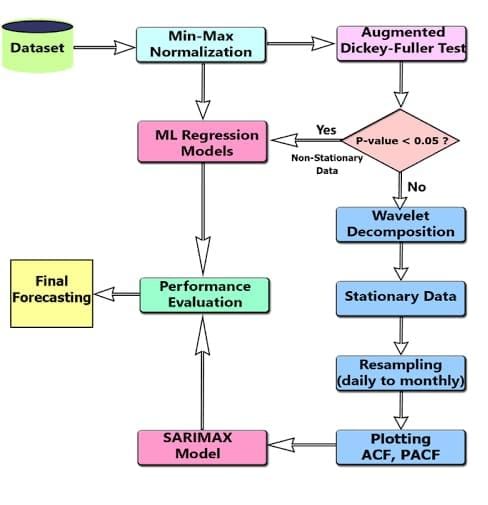 Dataset
Min-Max
Normalization
Augmented
Dickey-Fuller Test
ML Regression
Models
Yes
P-value < 0.05 ?
Non-Stationary
Data
No
Wavelet
Decomposition
Final
Forecasting
Performance
Evaluation
Stationary Data
Resampling
(daily to monthly)
SARIMAX
Model
Plotting
ACF, PACF